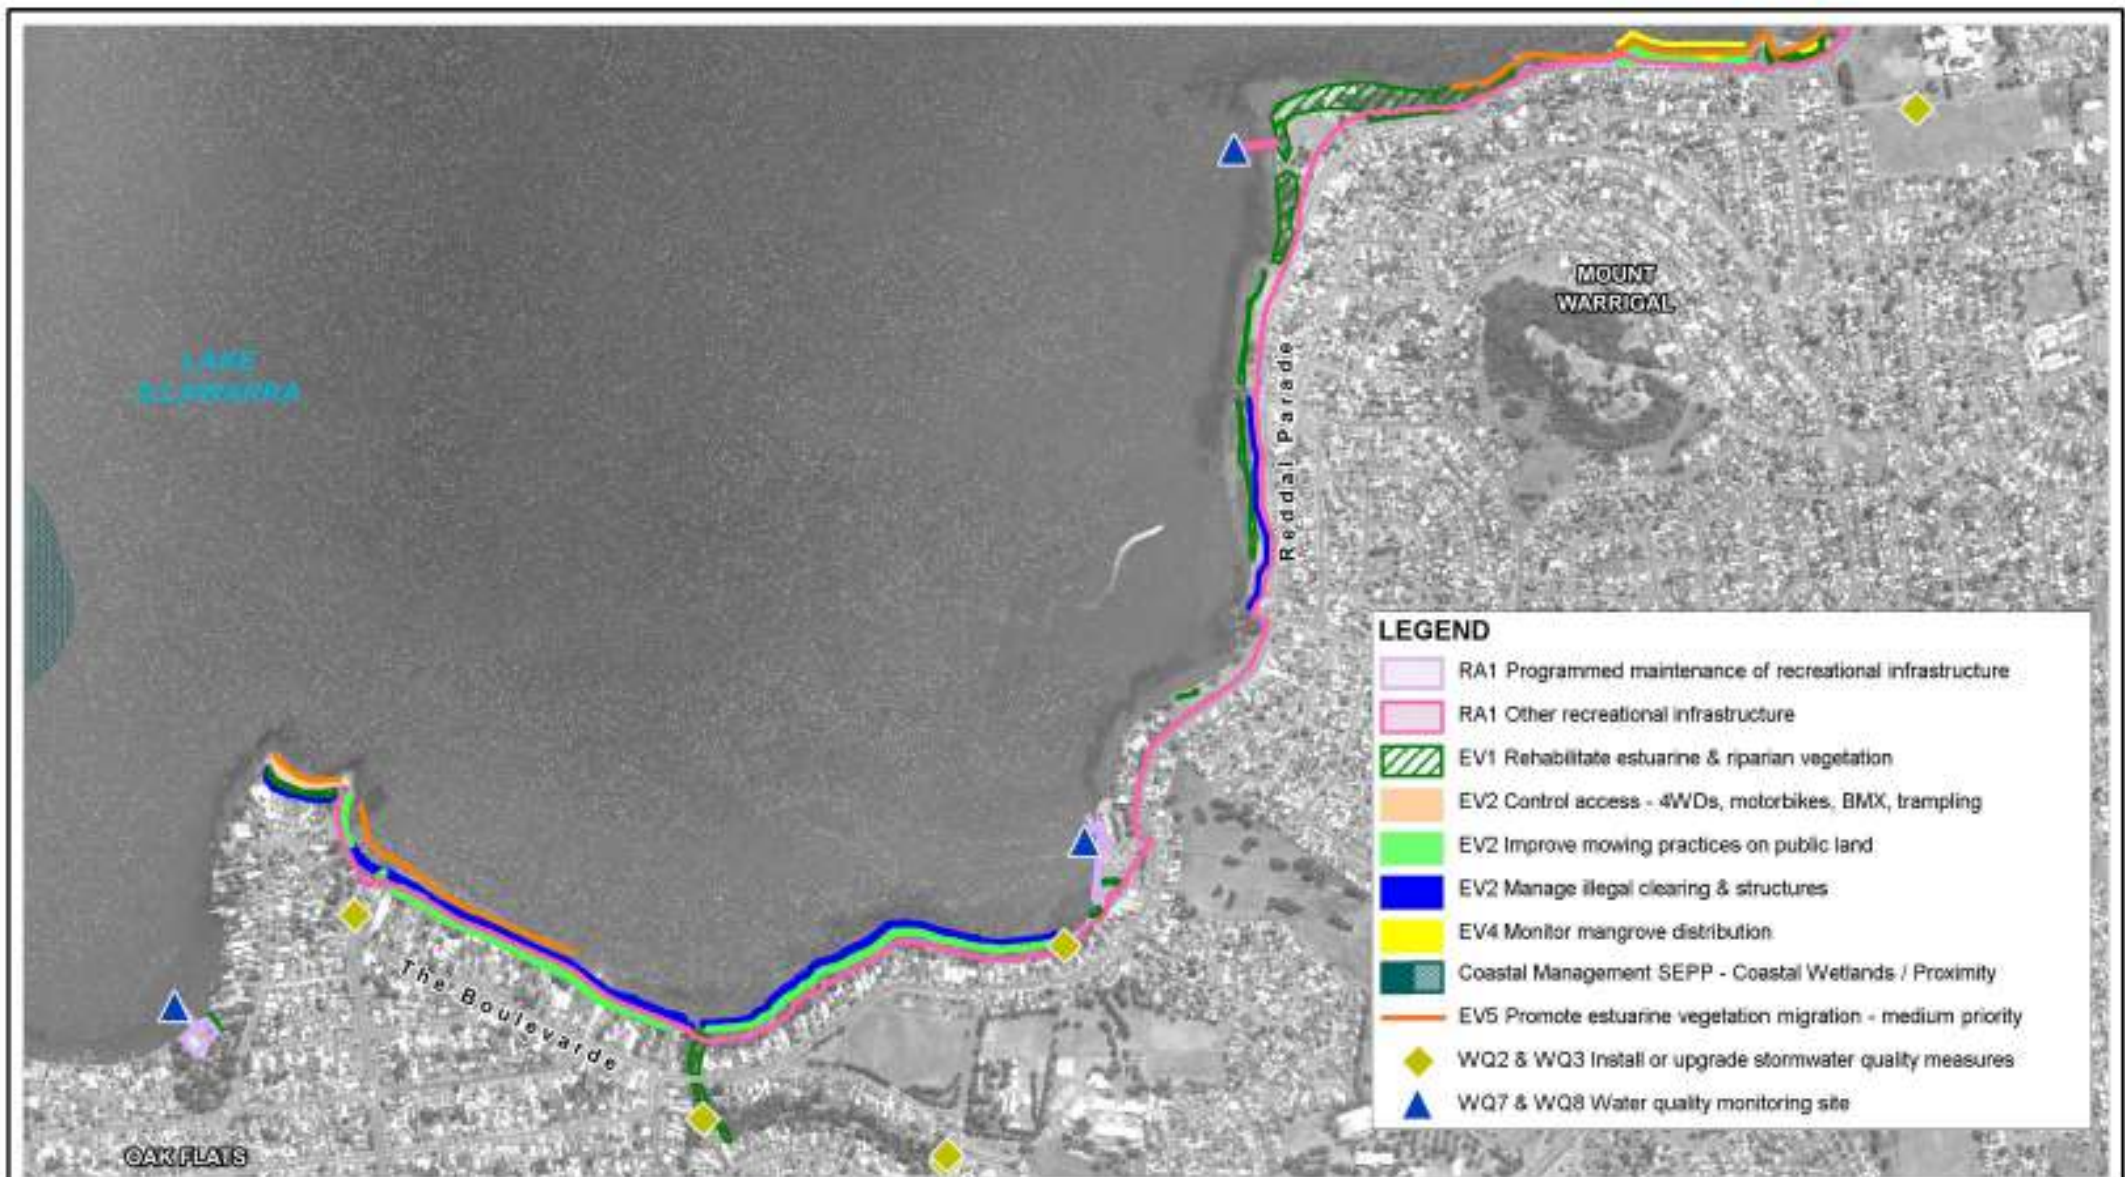 MOUNT
WARRIGAL
LAKE
ILLAWARRA
Reddal Parade
The Boulevarde
OAK FLATS
LEGEND
RA1 Programmed maintenance of recreational infrastructure
RA1 Other recreational infrastructure
EV1 Rehabilitate estuarine & riparian vegetation
EV2 Control access - 4WDs, motorbikes, BMX, trampling
EV2 Improve mowing practices on public land
EV2 Manage illegal clearing & structures
EV4 Monitor mangrove distribution
Coastal Management SEPP - Coastal Wetlands / Proximity
EV5 Promote estuarine vegetation migration - medium priority
WQ2 & WQ3 Install or upgrade stormwater quality measures
WQ7 & WQ8 Water quality monitoring site